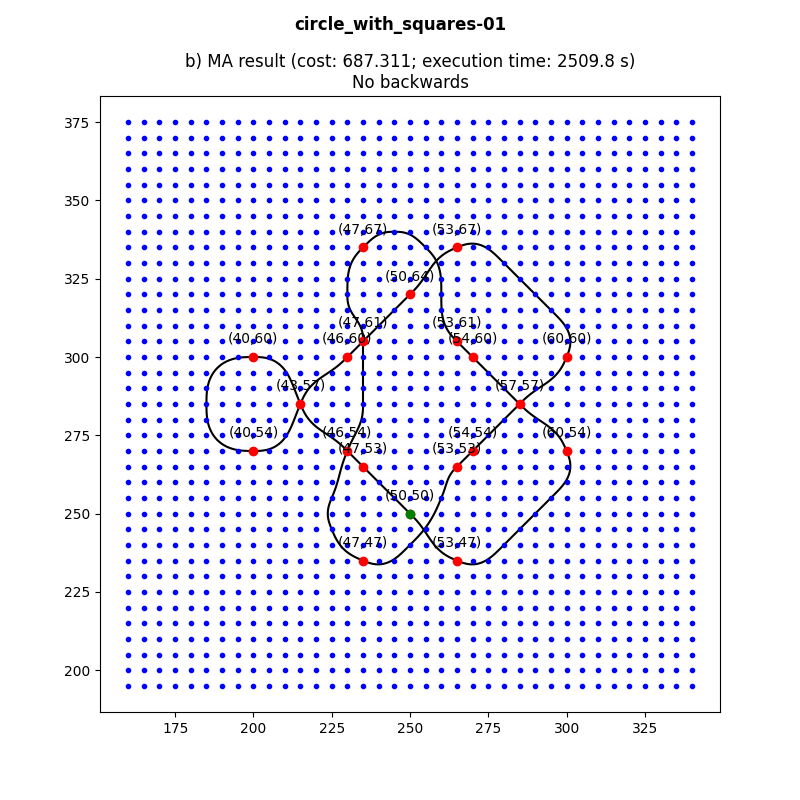 circle_with_squares-01
b) MA result (cost: 687.311; execution time: 2509.8 s)
No backwards
375
350
325
300
275
250
225
200
(47,67) (53,67)
(50,64)
(47,61) (53,61)
(40,60) (46,60) (54,60) (60,60)
(43,57) (57,57)
(40,54) (46,54) (54,54) (60,54)
(47,53) (53,53)
(50,50)
(47,47) (53,47)
175 200 225 250 275 300 325